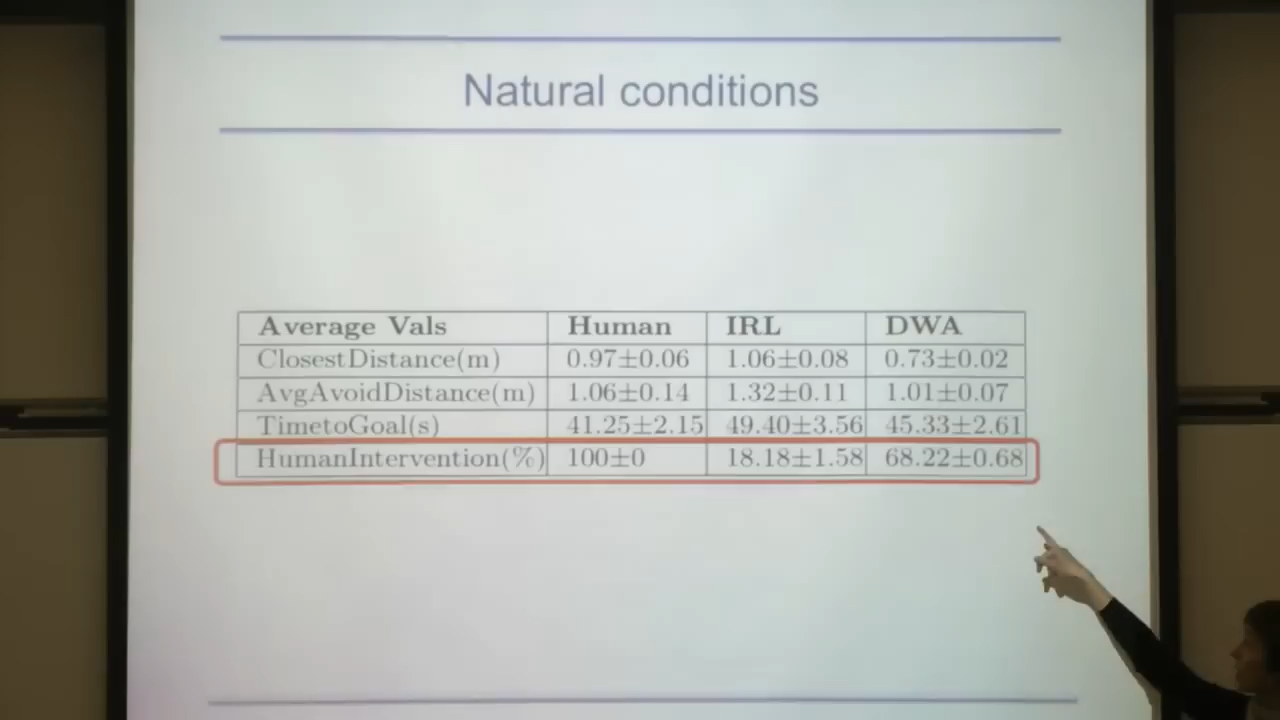 Natural conditions
Average Vals Human IRL DWA
ClosestDistance(m) 0.97±0.06 1.06±0.08 0.73±0.02
AvgAvoidDistance(m) 1.06±0.14 1.32±0.11 1.01±0.07
TimetoGoal(s) 41.25±2.15 49.40±3.56 45.33±2.61
HumanIntervention(%) 100±0 18.18±1.58 68.22±0.68